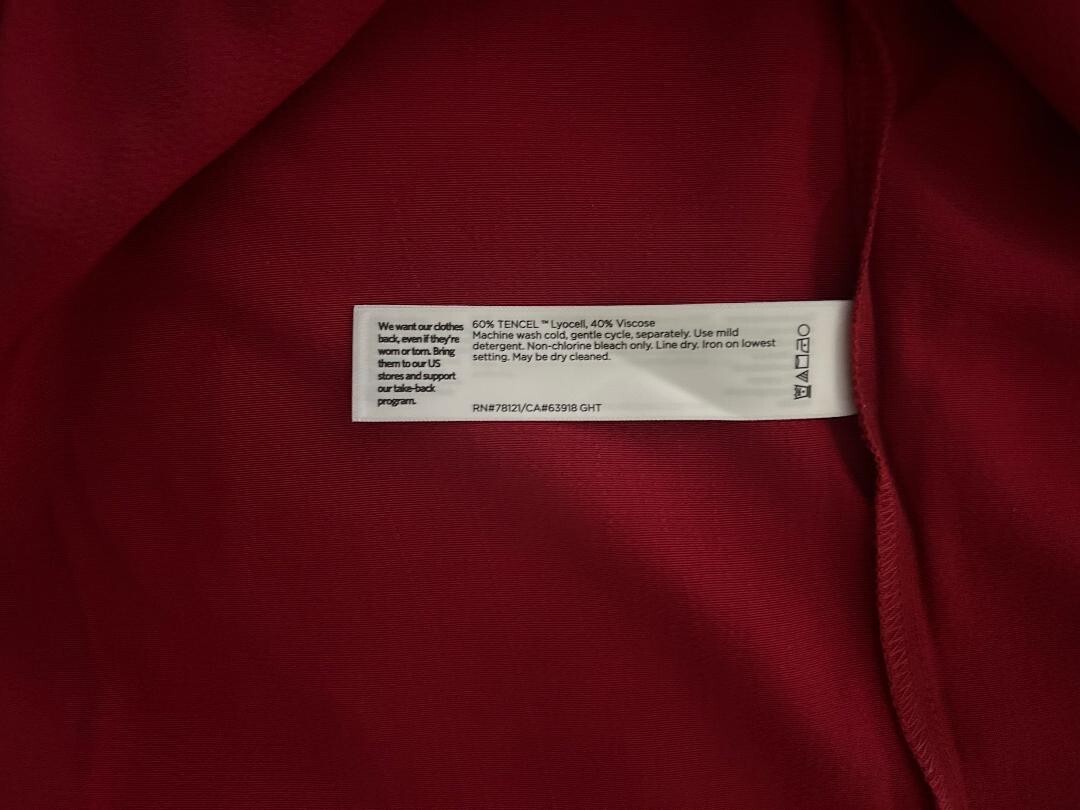 We want our clothes
back, even if they're
worn or torn. Bring
them to our US
stores and support
our take-back
program.
60% TENCEL ™ Lyocell, 40% Viscose
Machine wash cold, gentle cycle, separately. Use mild
detergent. Non-chlorine bleach only. Line dry. Iron on lowest
setting. May be dry cleaned.
RN#78121/CA#63918 GHT